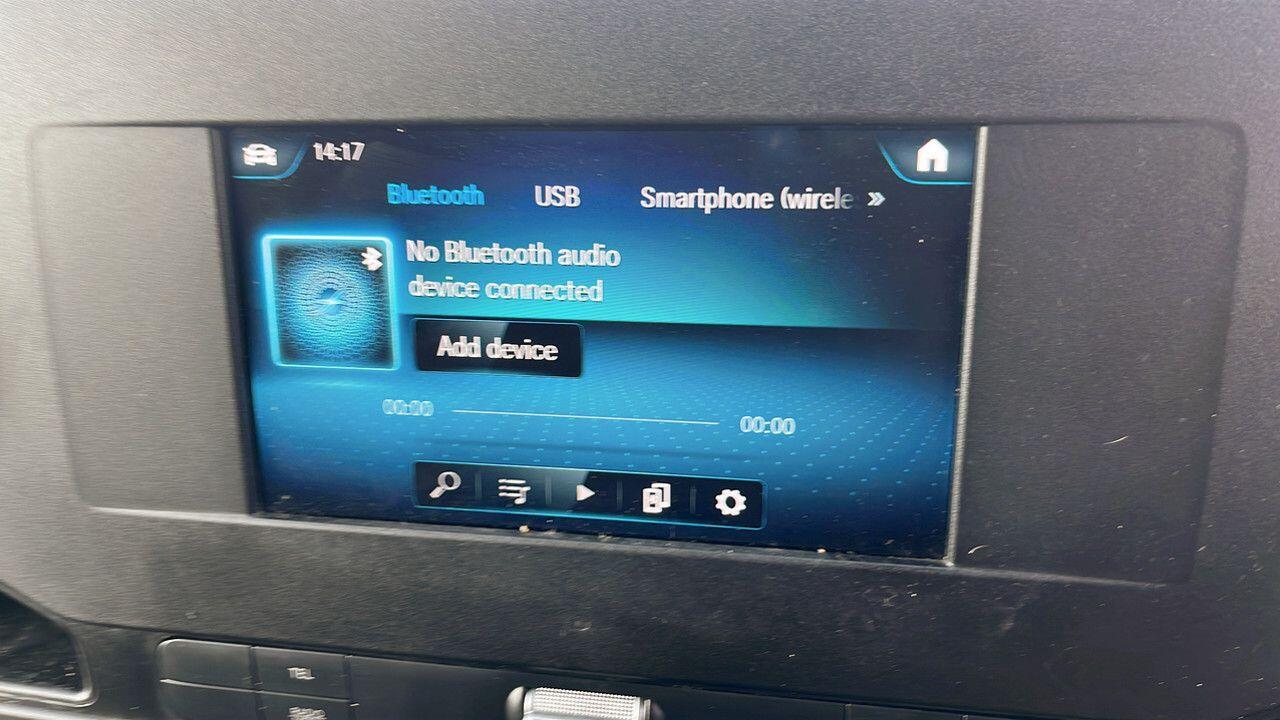 14:17
Bluetooth USB Smartphone (wirele »
No Bluetooth audio
device connected
Add device
00:00 00:00
TEL